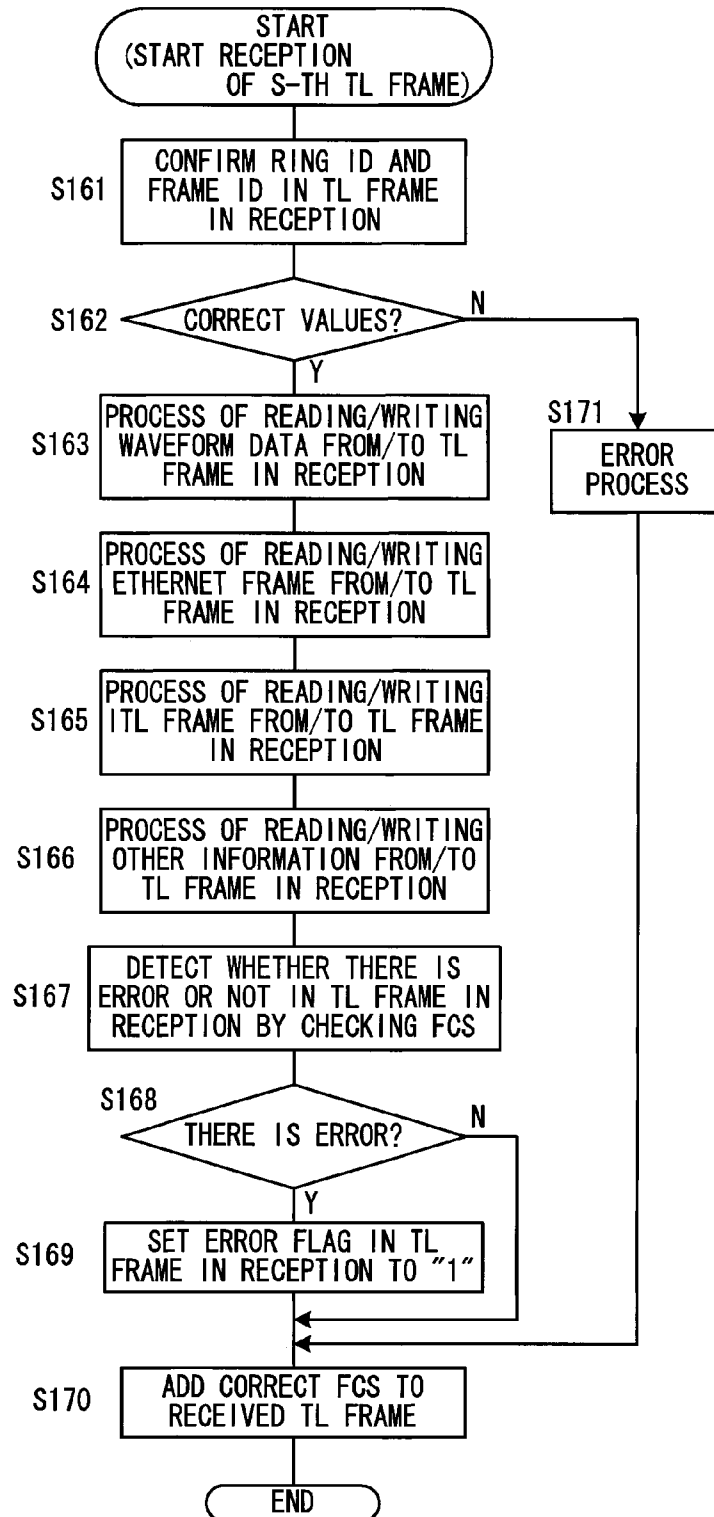 START
(START RECEPTION
OF S-TH TL FRAME)
S161
CONFIRM RING ID AND
FRAME ID IN TL FRAME
IN RECEPTION
S162
CORRECT VALUES?
N
Y
S163
PROCESS OF READING/WRITING
WAVEFORM DATA FROM/TO TL
FRAME IN RECEPTION
S171
ERROR
PROCESS
S164
PROCESS OF READING/WRITING
ETHERNET FRAME FROM/TO TL
FRAME IN RECEPTION
S165
PROCESS OF READING/WRITING
ITL FRAME FROM/TO TL FRAME
IN RECEPTION
S166
PROCESS OF READING/WRITING
OTHER INFORMATION FROM/TO
TL FRAME IN RECEPTION
S167
DETECT WHETHER THERE IS
ERROR OR NOT IN TL FRAME IN
RECEPTION BY CHECKING FCS
S168
THERE IS ERROR?
N
Y
S169
SET ERROR FLAG IN TL
FRAME IN RECEPTION TO "1"
S170
ADD CORRECT FCS TO
RECEIVED TL FRAME
END